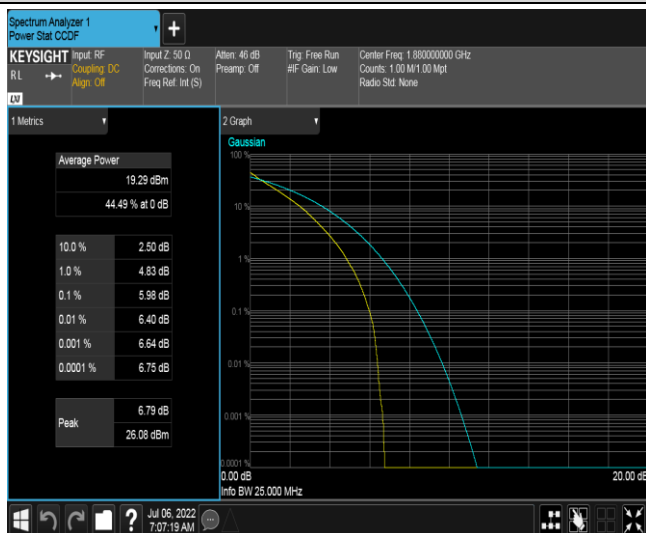 Spectrum Analyzer 1
Power Stat CCDF
+
KEYSIGHT
RL
LXI
Input: RF
Coupling: DC
Align: Off
Input Z: 50 Ω
Corrections: On
Freq Ref: Int (S)
Atten: 46 dB
Preamp: Off
Trig: Free Run
#IF Gain: Low
Center Freq: 1.880000000 GHz
Counts: 1.00 M/1.00 Mpt
Radio Std: None
1 Metrics
Average Power
19.29 dBm
44.49 % at 0 dB
10.0 % 2.50 dB
1.0 % 4.83 dB
0.1 % 5.98 dB
0.01 % 6.40 dB
0.001 % 6.64 dB
0.0001 % 6.75 dB
Peak
6.79 dB
26.08 dBm
2 Graph
Gaussian
100 %
10 %
1 %
0.1 %
0.01 %
0.001 %
0.0001 %
0.00 dB
20.00 dB
Info BW 25.000 MHz
?
Jul 06, 2022
7:07:19 AM